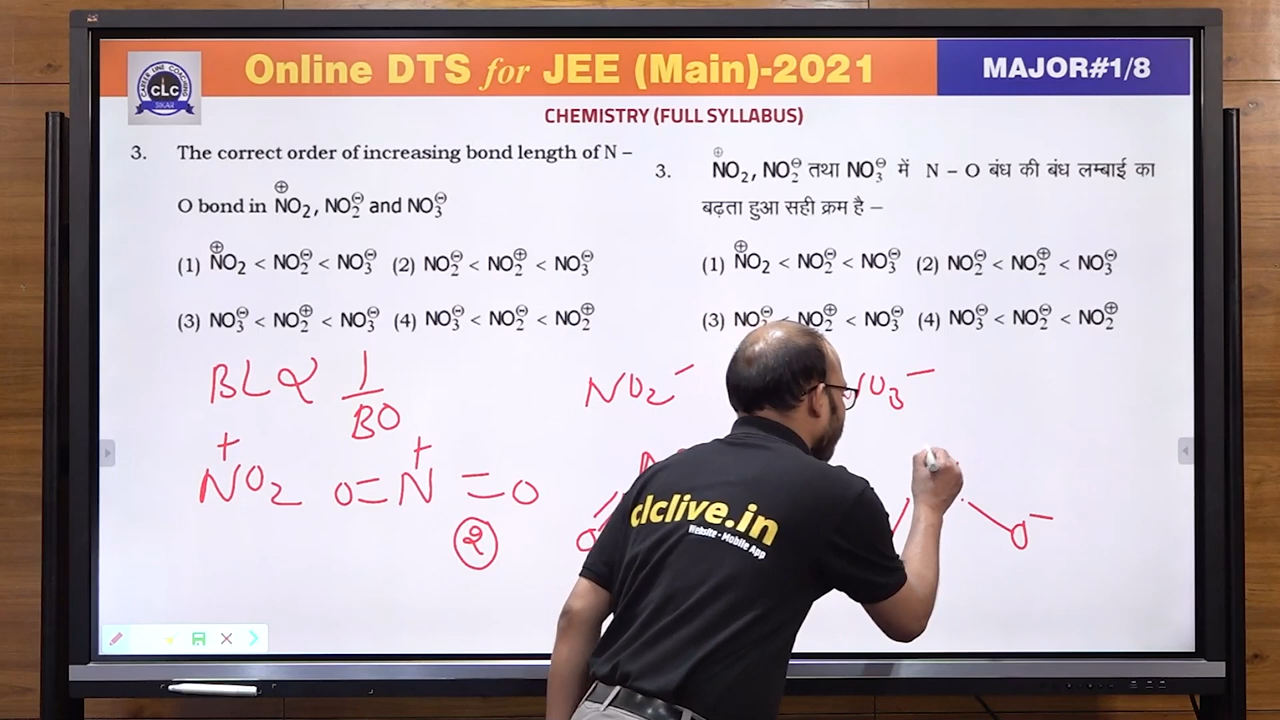 Online DTS for JEE (Main)-2021
MAJOR#1/8
CAREER LINE COACHING
CLC
SIKAR
CHEMISTRY (FULL SYLLABUS)
3. The correct order of increasing bond length of N –
O bond in N⊕O₂, NO₂⊖ and NO₃⊖
(1) N⊕O₂ < NO₂⊖ < NO₃⊖ (2) NO₂⊖ < NO₂⊕ < NO₃⊖
(3) NO₃⊖ < NO₂⊕ < NO₃⊖ (4) NO₃⊖ < NO₂⊖ < NO₂⊕
3. N⊕O₂, NO₂⊖ तथा NO₃⊖ में N – O बंध की बंध लम्बाई का
बढ़ता हुआ सही क्रम है –
(1) N⊕O₂ < NO₂⊖ < NO₃⊖ (2) NO₂⊖ < NO₂⊕ < NO₃⊖
(3) < NO₂⊕ < NO₃⊖ (4) NO₃⊖ < NO₂⊖ < NO₂⊕
BL ∝ 1/BO
N⁺O₂ O=N⁺=O
2
NO₂⁻
O⁻
clclive.in
Website - Mobile App